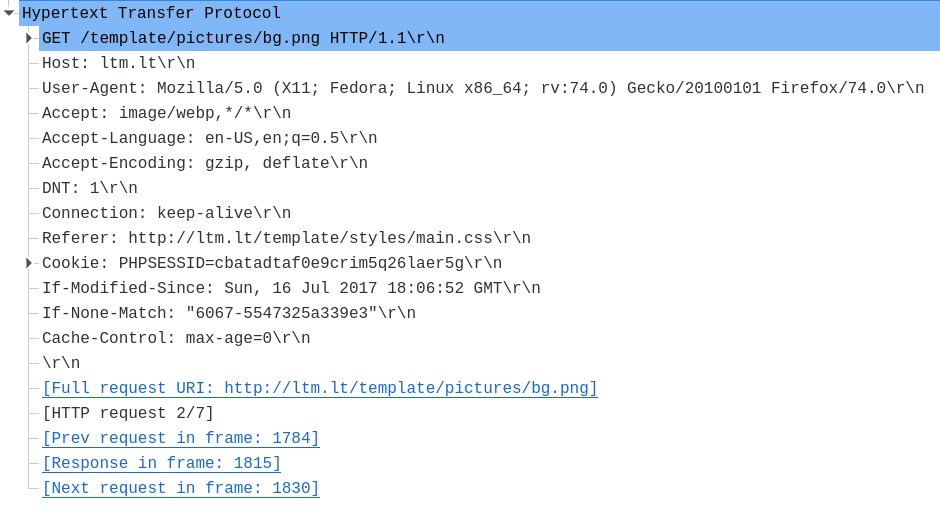 Hypertext Transfer Protocol
GET /template/pictures/bg.png HTTP/1.1\r\n
Host: ltm.lt\r\n
User-Agent: Mozilla/5.0 (X11; Fedora; Linux x86_64; rv:74.0) Gecko/20100101 Firefox/74.0\r\n
Accept: image/webp,*/*\r\n
Accept-Language: en-US,en;q=0.5\r\n
Accept-Encoding: gzip, deflate\r\n
DNT: 1\r\n
Connection: keep-alive\r\n
Referer: http://ltm.lt/template/styles/main.css\r\n
Cookie: PHPSESSID=cbatadtaf0e9crim5q26laer5g\r\n
If-Modified-Since: Sun, 16 Jul 2017 18:06:52 GMT\r\n
If-None-Match: "6067-5547325a339e3"\r\n
Cache-Control: max-age=0\r\n
\r\n
[Full request URI: http://ltm.lt/template/pictures/bg.png]
[HTTP request 2/7]
[Prev request in frame: 1784]
[Response in frame: 1815]
[Next request in frame: 1830]